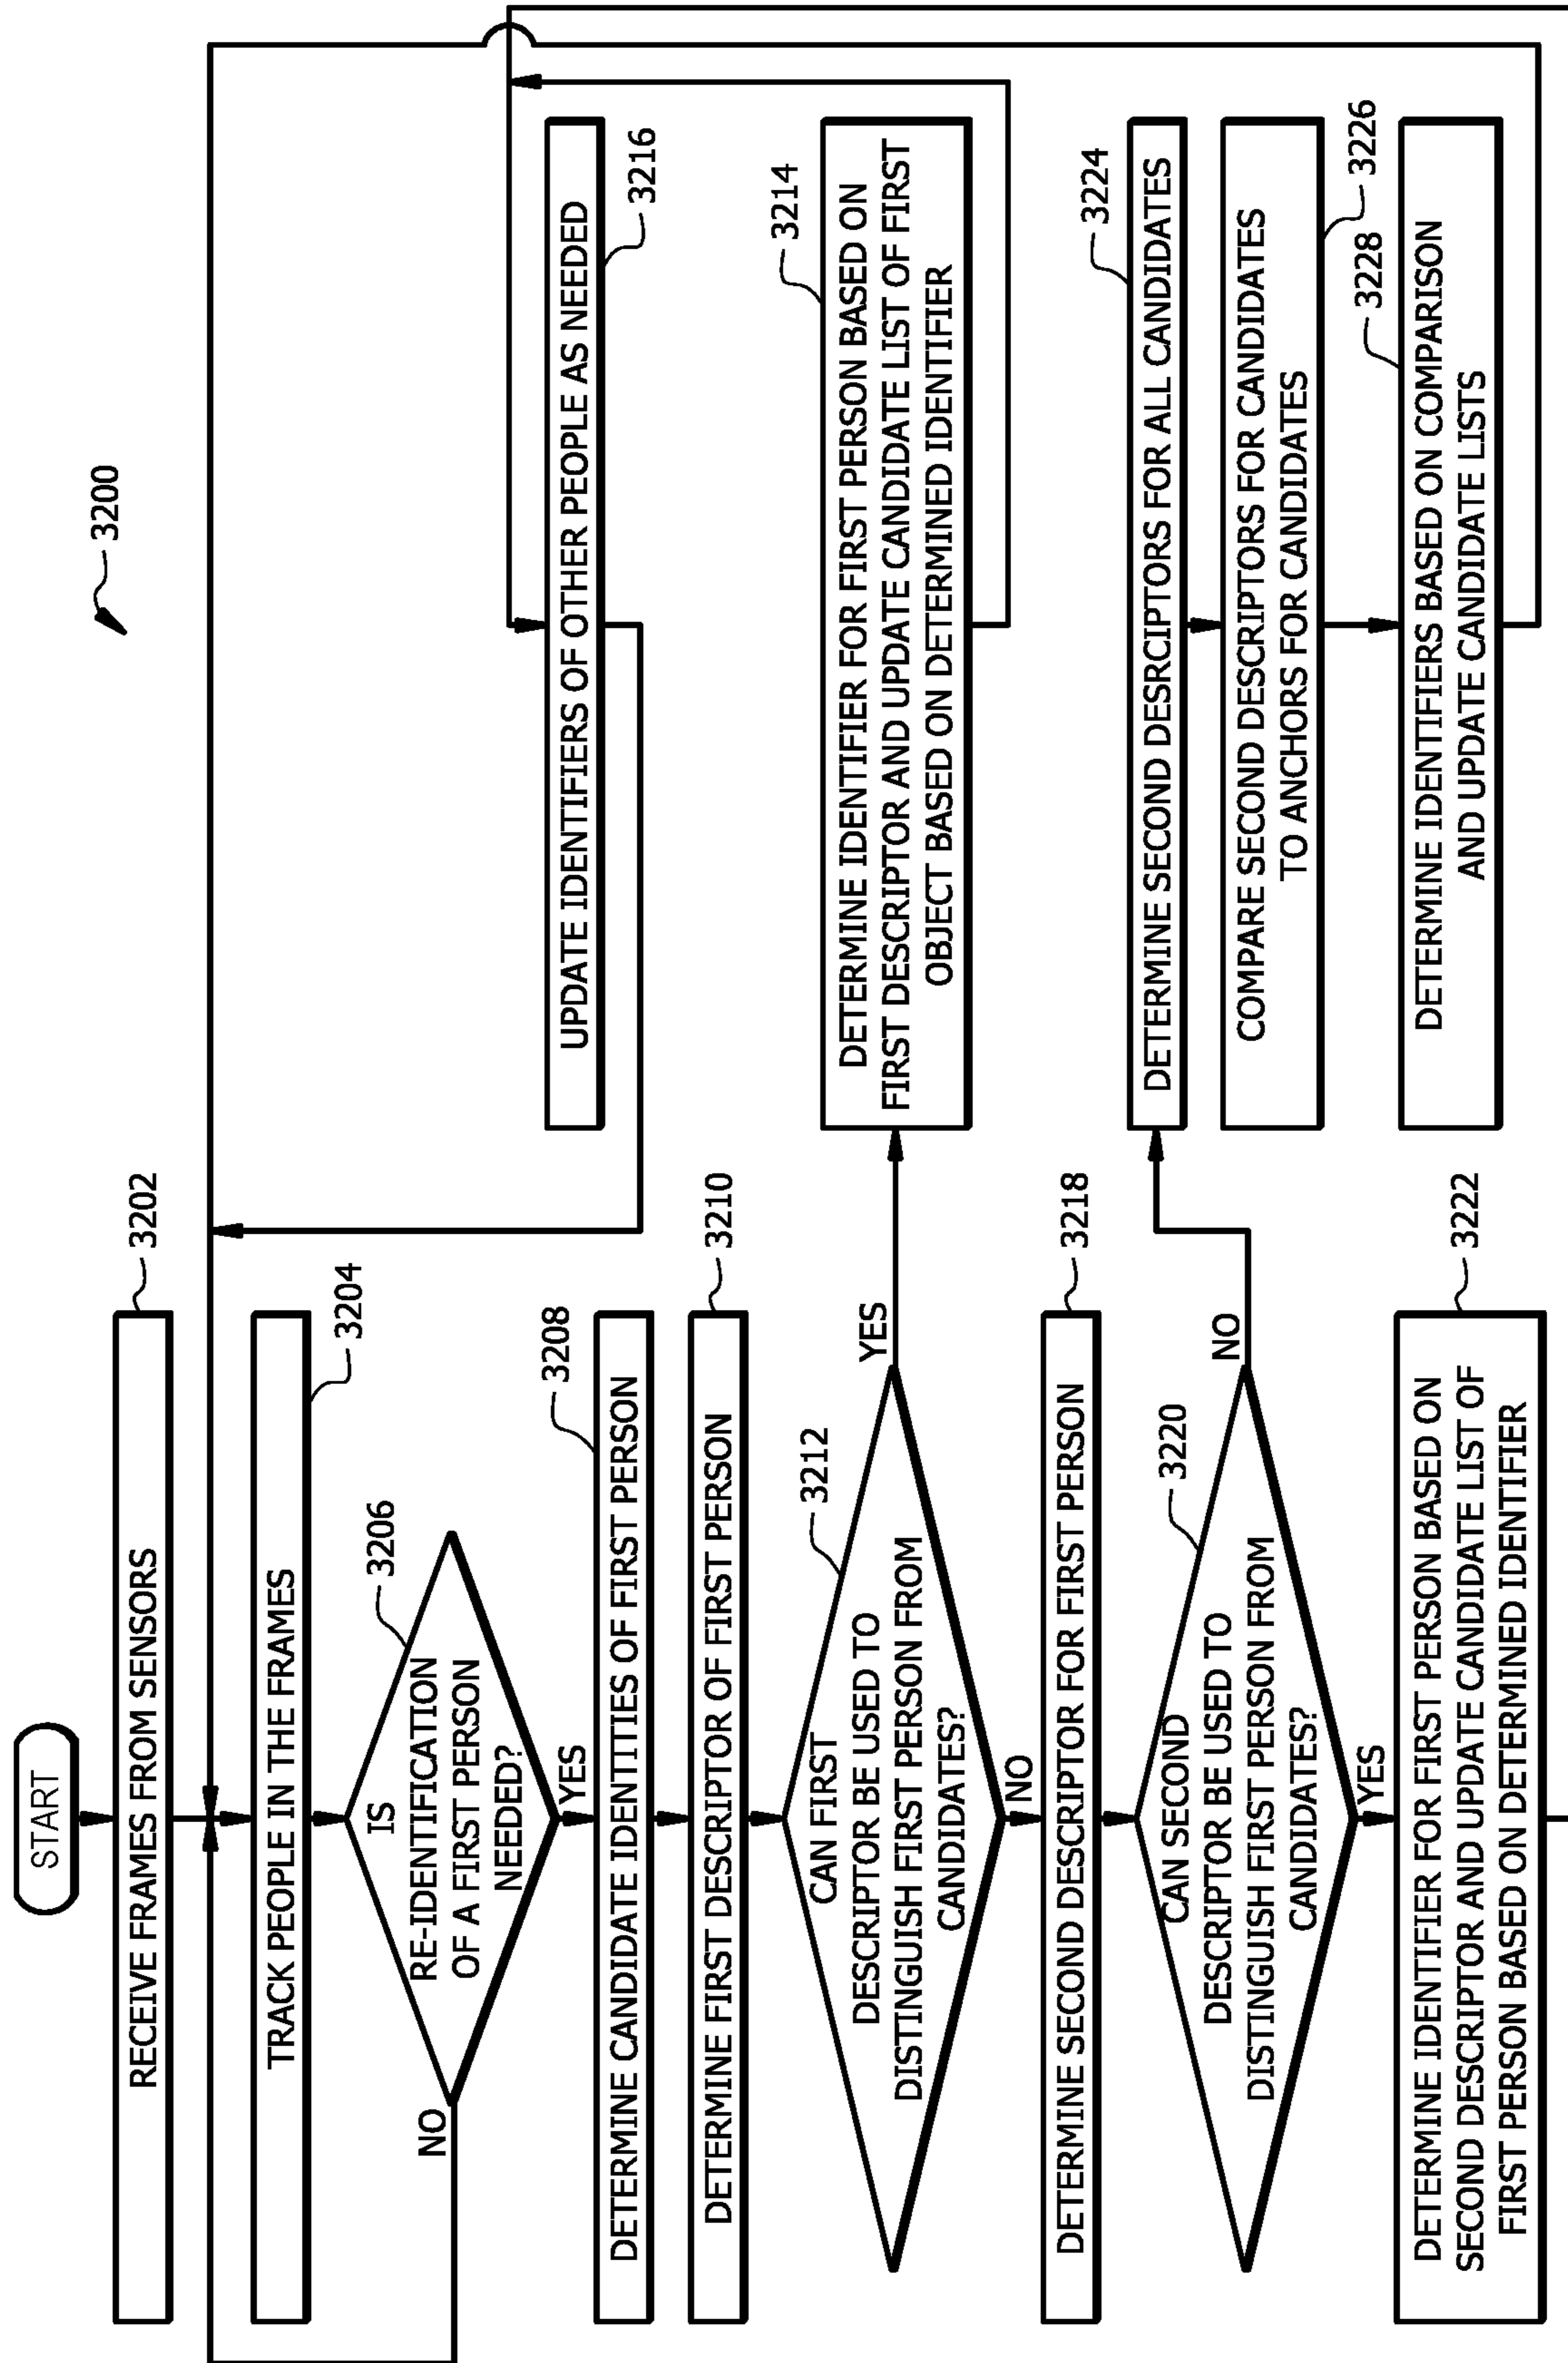 3200
START
RECEIVE FRAMES FROM SENSORS
3202
TRACK PEOPLE IN THE FRAMES
3204
IS
RE-IDENTIFICATION
OF A FIRST PERSON
NEEDED?
3206
NO
YES
DETERMINE CANDIDATE IDENTITIES OF FIRST PERSON
3208
DETERMINE FIRST DESCRIPTOR OF FIRST PERSON
3210
CAN FIRST
DESCRIPTOR BE USED TO
DISTINGUISH FIRST PERSON FROM
CANDIDATES?
3212
YES
NO
DETERMINE IDENTIFIER FOR FIRST PERSON BASED ON
FIRST DESCRIPTOR AND UPDATE CANDIDATE LIST OF FIRST
OBJECT BASED ON DETERMINED IDENTIFIER
3214
UPDATE IDENTIFIERS OF OTHER PEOPLE AS NEEDED
3216
DETERMINE SECOND DESCRIPTOR FOR FIRST PERSON
3218
CAN SECOND
DESCRIPTOR BE USED TO
DISTINGUISH FIRST PERSON FROM
CANDIDATES?
3220
NO
YES
DETERMINE IDENTIFIER FOR FIRST PERSON BASED ON
SECOND DESCRIPTOR AND UPDATE CANDIDATE LIST OF
FIRST PERSON BASED ON DETERMINED IDENTIFIER
3222
DETERMINE SECOND DESRCIPTORS FOR ALL CANDIDATES
3224
COMPARE SECOND DESCRIPTORS FOR CANDIDATES
TO ANCHORS FOR CANDIDATES
3226
DETERMINE IDENTIFIERS BASED ON COMPARISON
AND UPDATE CANDIDATE LISTS
3228